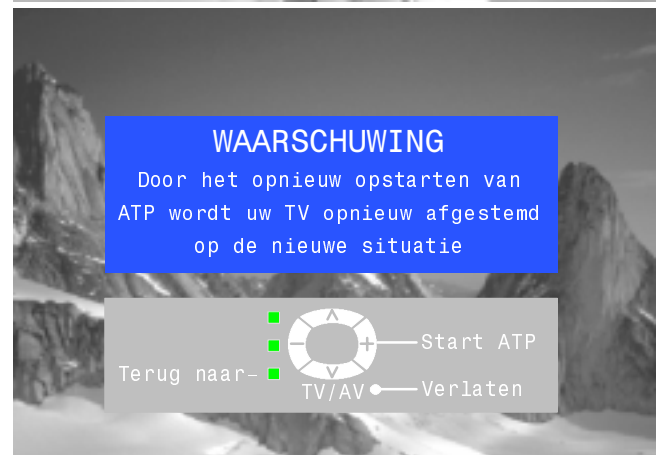 WAARSCHUWING
Door het opnieuw opstarten van
ATP wordt uw TV opnieuw afgestemd
op de nieuwe situatie
Start ATP
Terug naar-
TV/AV
Verlaten